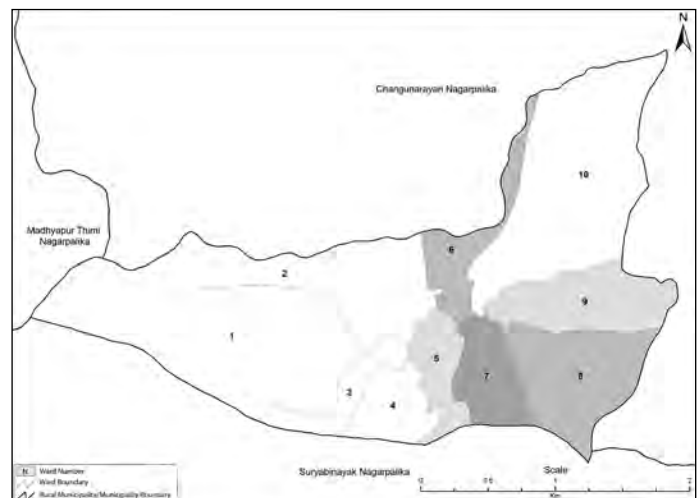 N
Changunarayan Nagarpalika
10
Madhyapur Thimi
Nagarpalika
6
2
9
1
5
7
8
3
4
Suryabinayak Nagarpalika
Scale
0 0.5 1 2
Km
N Ward Number
Ward Boundary
Rural Municipality/Municipality Boundary